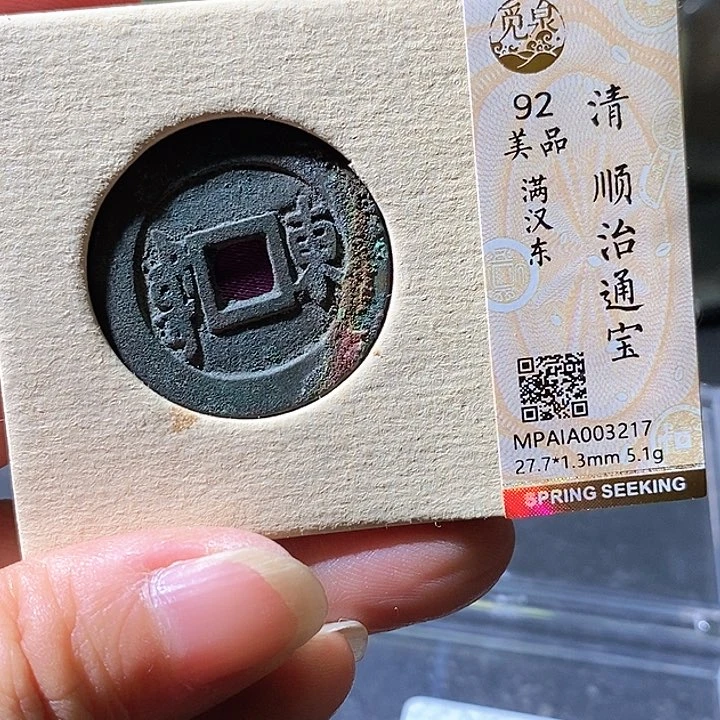 觅泉
92
美品
满汉东
清 顺治通宝
MPAIA003217
27.7*1.3mm 5.1g
SPRING SEEKING
東